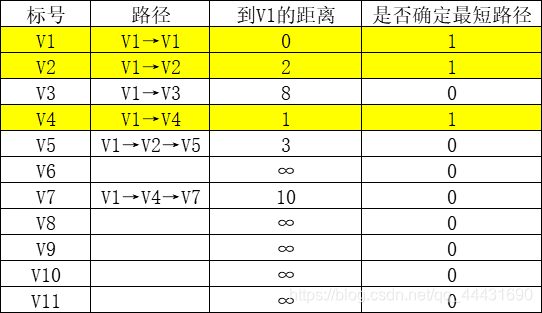 标号 路径 到V1的距离 是否确定最短路径
V1 V1→V1 0 1
V2 V1→V2 2 1
V3 V1→V3 8 0
V4 V1→V4 1 1
V5 V1→V2→V5 3 0
V6 ∞ 0
V7 V1→V4→V7 10 0
V8 ∞ 0
V9 ∞ 0
V10 ∞ 0
V11 ∞ 0
https://blog.csdn.net/qq_44431690